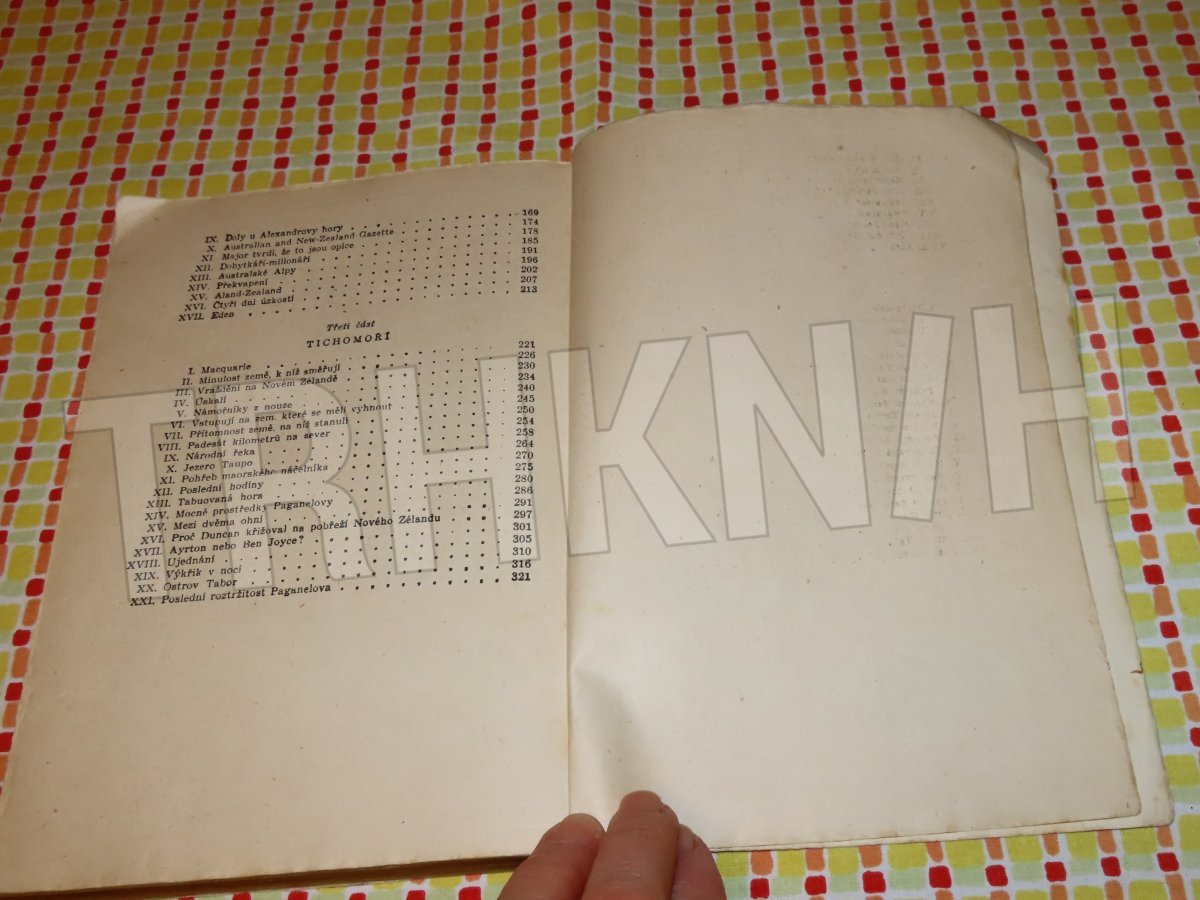 IX. Doly u Alexandrovy hory 169
X. Australian and New-Zealand Gazette 174
XI. Major tvrdí, že to jsou opice 178
XII. Dobytkáři-milionáři 185
XIII. Australské Alpy 191
XIV. Překvapení 196
XV. Aland-Zealand 202
XVI. Čtyři dni úzkosti 207
XVII. Eden 213
Třetí část
TICHOMOŘÍ
I. Macquarie 221
II. Minulost země, k níž směřují 226
III. Vraždění na Novém Zélandě 230
IV. Úskalí 234
V. Námořníky z nouze 240
VI. Vstupují na zem, které se měli vyhnout 245
VII. Přítomnost země, na níž stanuli 250
VIII. Padesát kilometrů na sever 254
IX. Národní řeka 258
X. Jezero Taupo 264
XI. Pohřeb maorského náčelníka 270
XII. Poslední hodiny 275
XIII. Tabuovaná hora 280
XIV. Mocné prostředky Paganelovy 286
XV. Mezi dvěma ohni 291
XVI. Proč Duncan křižoval na pobřeží Nového Zélandu 297
XVII. Ayrton nebo Ben Joyce? 301
XVIII. Ujednání 305
XIX. Výkřik v noci 310
XX. Ostrov Tabor 316
XXI. Poslední roztržitost Paganelova 321
TRHKNIH